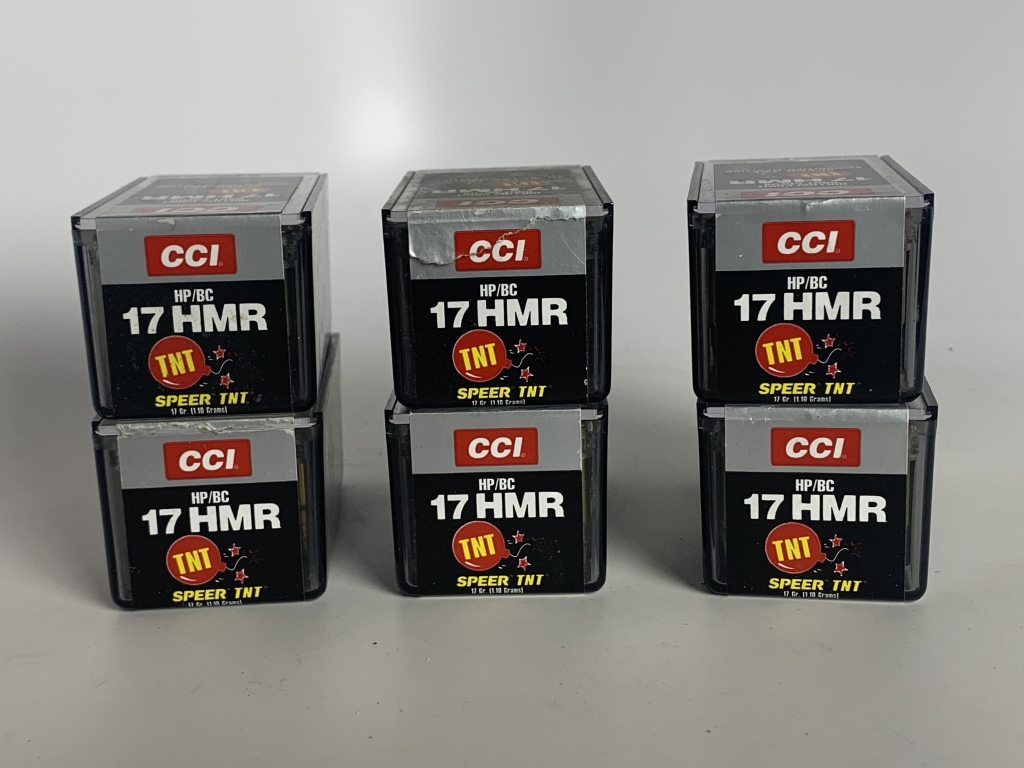 CCI
HP/BC
17 HMR
TNT
SPEER TNT
17 Gr. (1.10 Grams)
CCI
HP/BC
17 HMR
TNT
SPEER TNT
17 Gr. (1.10 Grams)
CCI
HP/BC
17 HMR
TNT
SPEER TNT
17 Gr. (1.10 Grams)
CCI
HP/BC
17 HMR
TNT
SPEER TNT
17 Gr. (1.10 Grams)
CCI
HP/BC
17 HMR
TNT
SPEER TNT
17 Gr. (1.10 Grams)
CCI
HP/BC
17 HMR
TNT
SPEER TNT
17 Gr. (1.10 Grams)